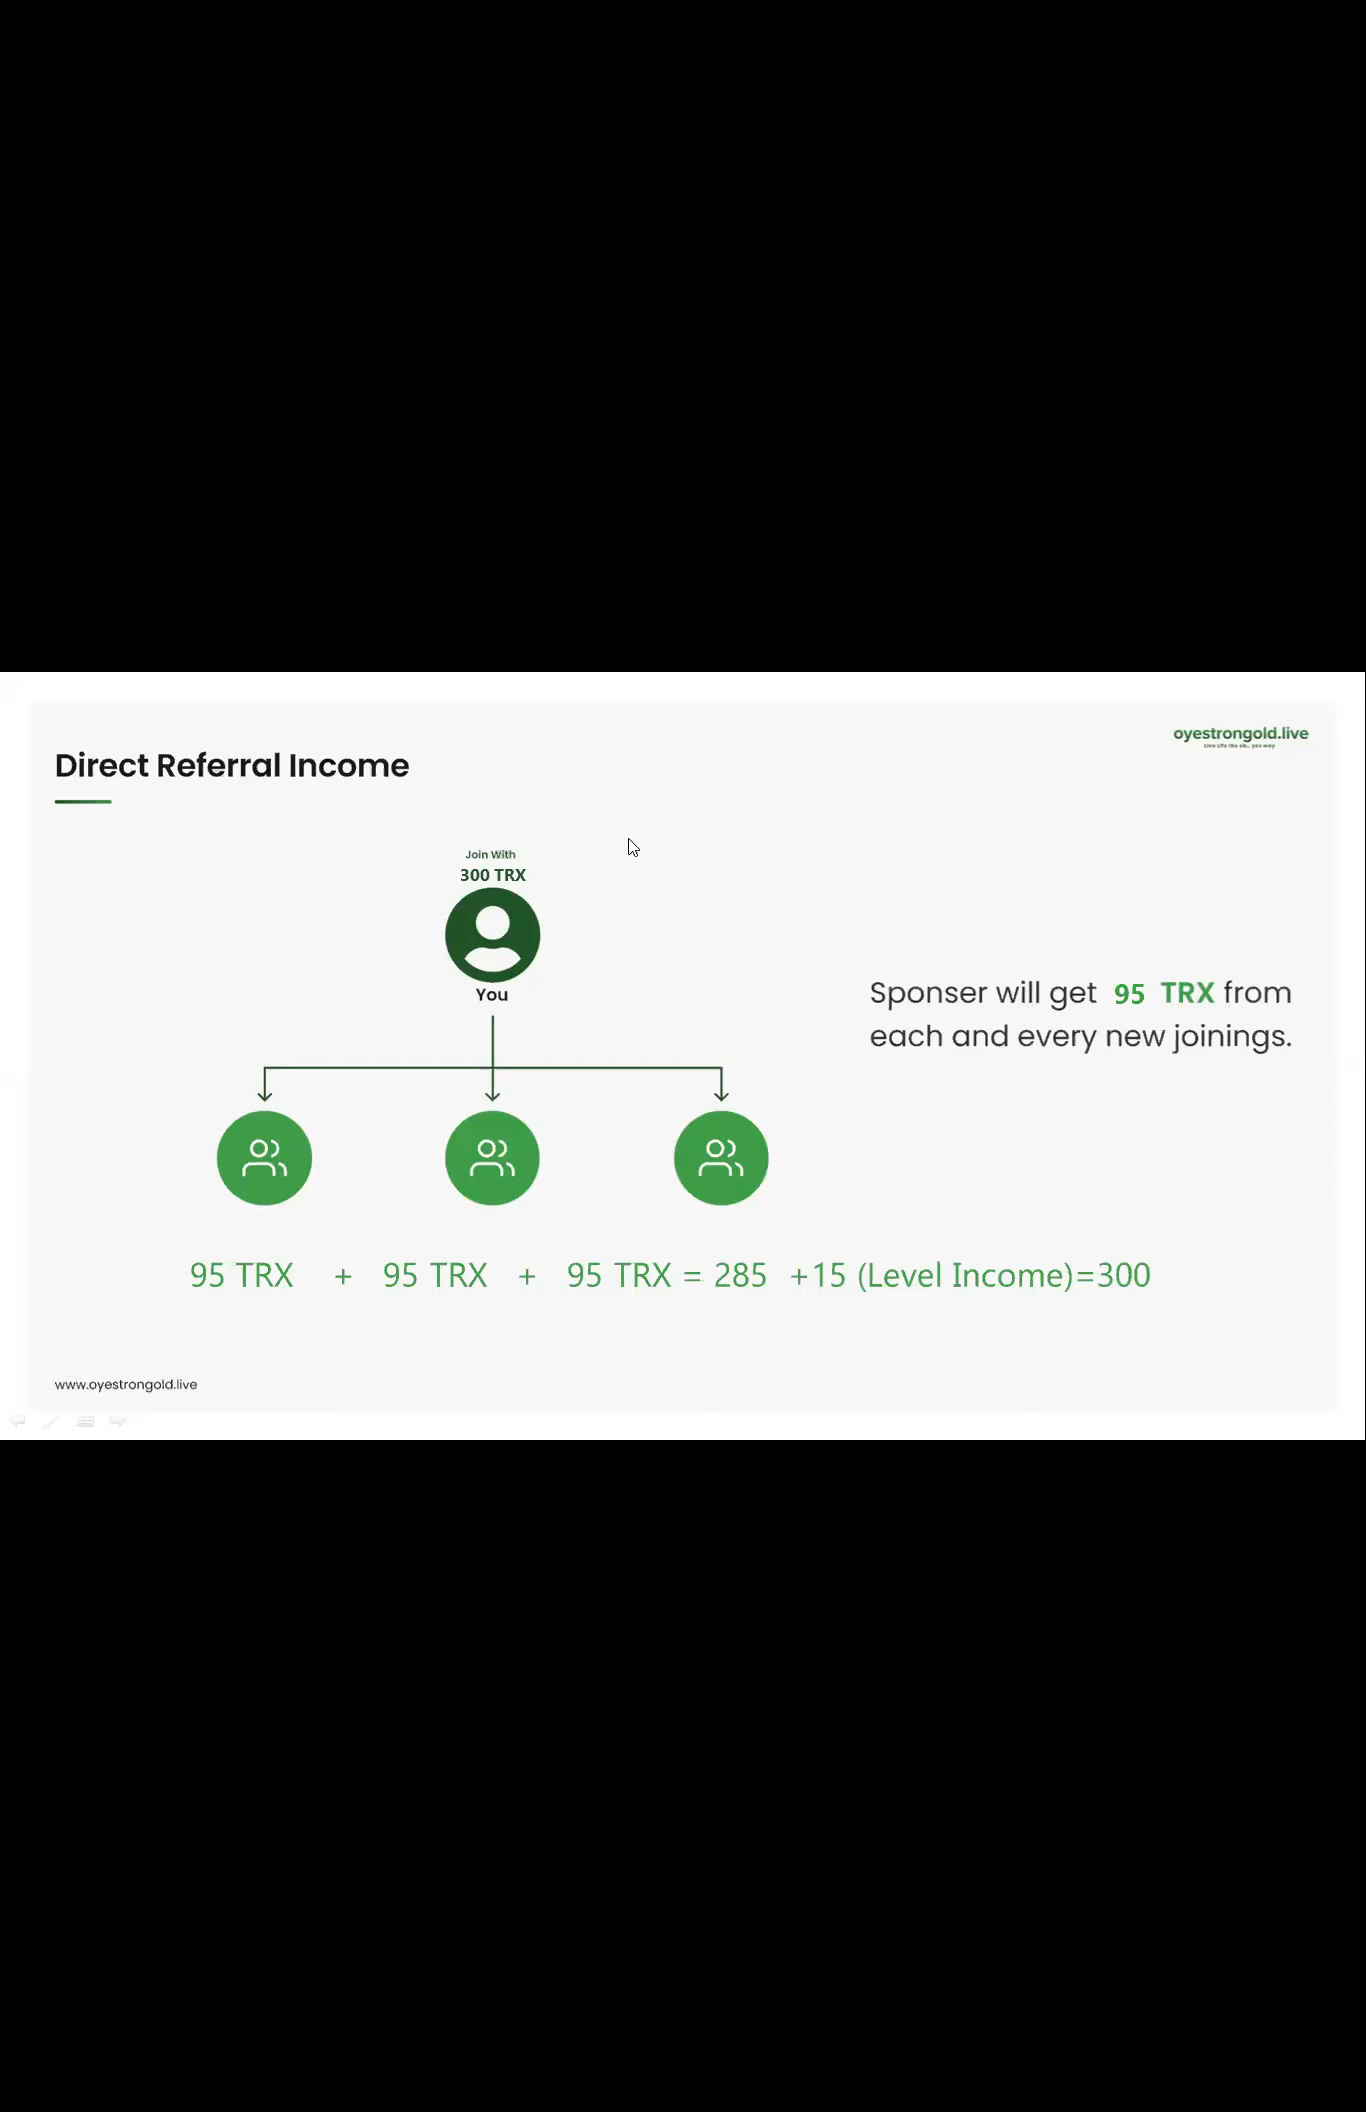 oyestrongold.live
Direct Referral Income
Join With
300 TRX
You
Sponser will get 95 TRX from
each and every new joinings.
95 TRX + 95 TRX + 95 TRX = 285 +15 (Level Income)=300
www.oyestrongold.live